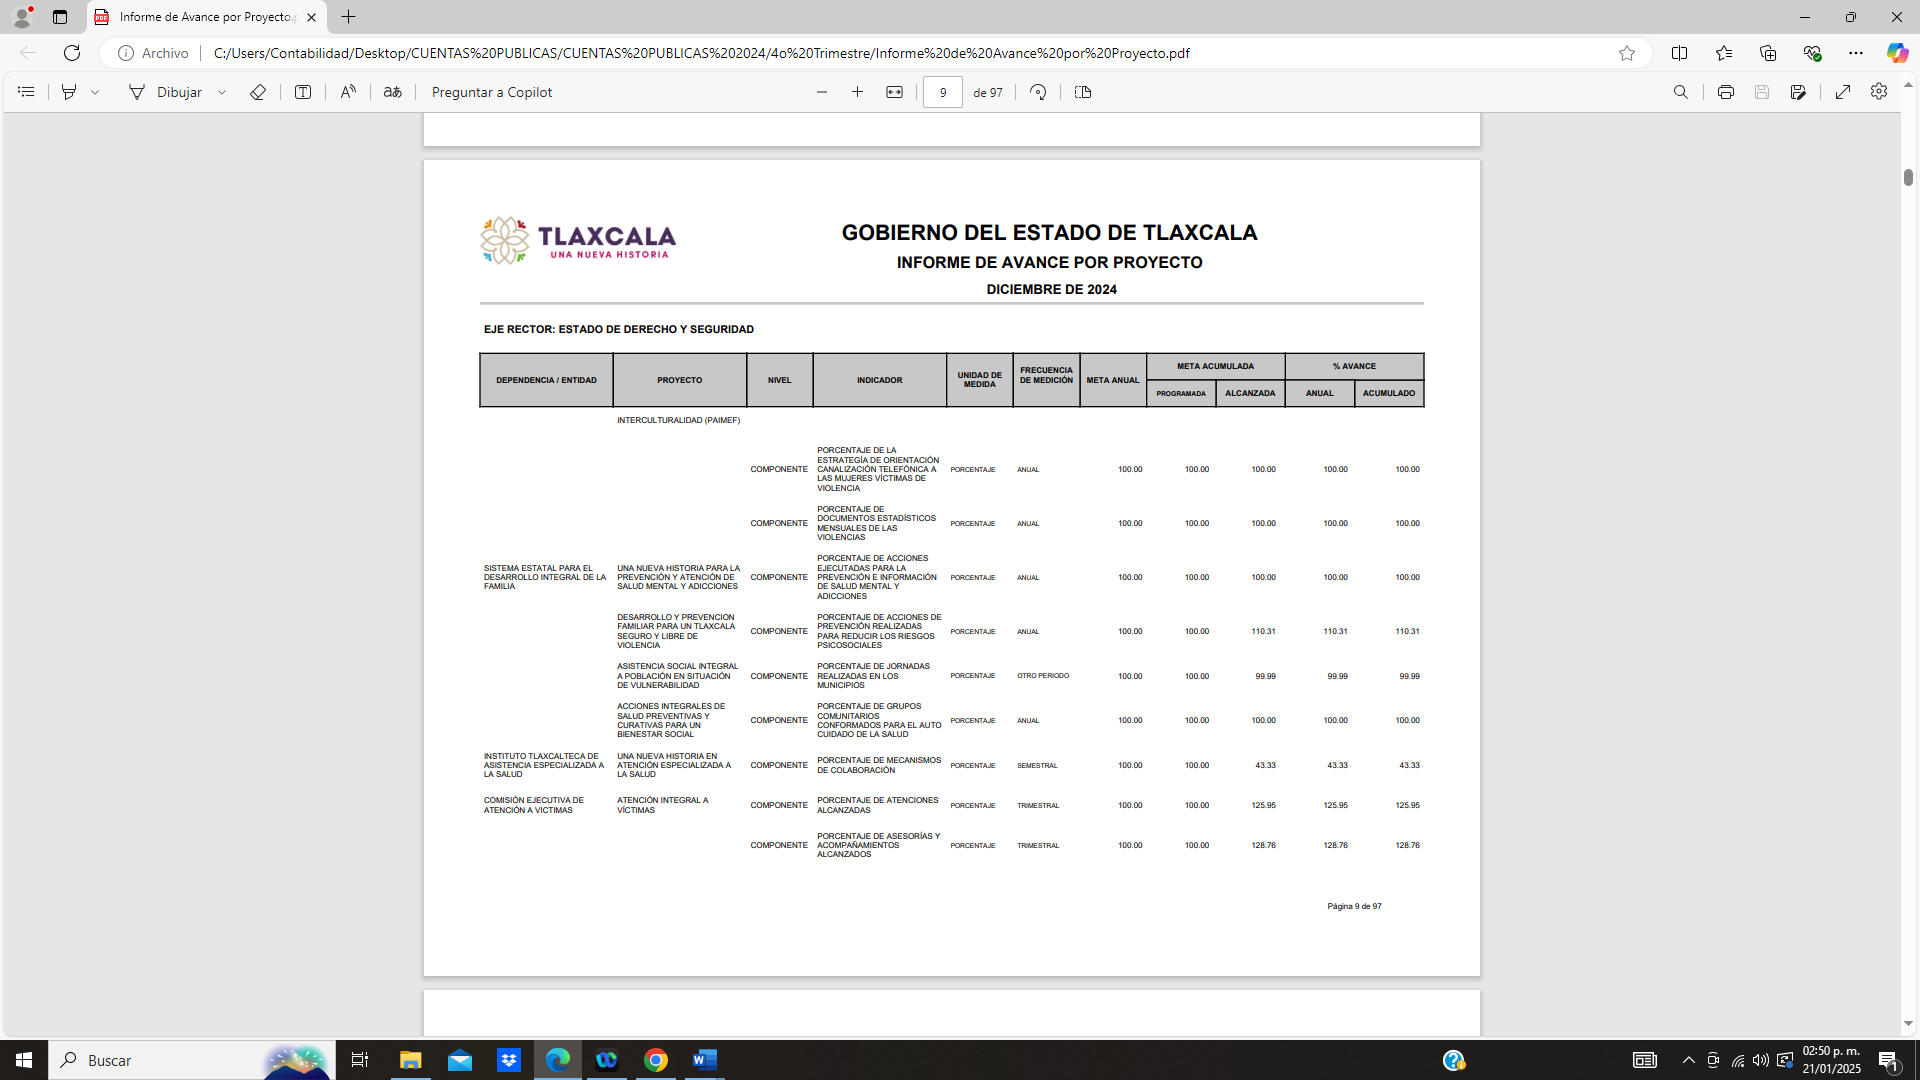 Informe de Avance por Proyecto.p
Archivo
C:/Users/Contabilidad/Desktop/CUENTAS%20PUBLICAS/CUENTAS%20PUBLICAS%202024/4o%20Trimestre/Informe%20de%20Avance%20por%20Proyecto.pdf
Dibujar
Preguntar a Copilot
9 de 97
TLAXCALA
UNA NUEVA HISTORIA
GOBIERNO DEL ESTADO DE TLAXCALA
INFORME DE AVANCE POR PROYECTO
DICIEMBRE DE 2024
EJE RECTOR: ESTADO DE DERECHO Y SEGURIDAD
DEPENDENCIA / ENTIDAD
PROYECTO
NIVEL
INDICADOR
UNIDAD DE
MEDIDA
FRECUENCIA
DE MEDICIÓN
META ANUAL
META ACUMULADA
PROGRAMADA
ALCANZADA
% AVANCE
ANUAL
ACUMULADO
INTERCULTURALIDAD (PAIMEF)
COMPONENTE
PORCENTAJE DE LA
ESTRATEGÍA DE ORIENTACIÓN
CANALIZACIÓN TELEFÓNICA A
LAS MUJERES VÍCTIMAS DE
VIOLENCIA
PORCENTAJE
ANUAL
100.00 100.00 100.00 100.00 100.00
COMPONENTE
PORCENTAJE DE
DOCUMENTOS ESTADÍSTICOS
MENSUALES DE LAS
VIOLENCIAS
PORCENTAJE
ANUAL
100.00 100.00 100.00 100.00 100.00
SISTEMA ESTATAL PARA EL
DESARROLLO INTEGRAL DE LA
FAMILIA
UNA NUEVA HISTORIA PARA LA
PREVENCIÓN Y ATENCIÓN DE
SALUD MENTAL Y ADICCIONES
COMPONENTE
PORCENTAJE DE ACCIONES
EJECUTADAS PARA LA
PREVENCIÓN E INFORMACIÓN
DE SALUD MENTAL Y
ADICCIONES
PORCENTAJE
ANUAL
100.00 100.00 100.00 100.00 100.00
DESARROLLO Y PREVENCION
FAMILIAR PARA UN TLAXCALA
SEGURO Y LIBRE DE
VIOLENCIA
COMPONENTE
PORCENTAJE DE ACCIONES DE
PREVENCIÓN REALIZADAS
PARA REDUCIR LOS RIESGOS
PSICOSOCIALES
PORCENTAJE
ANUAL
100.00 100.00 110.31 110.31 110.31
ASISTENCIA SOCIAL INTEGRAL
A POBLACIÓN EN SITUACIÓN
DE VULNERABILIDAD
COMPONENTE
PORCENTAJE DE JORNADAS
REALIZADAS EN LOS
MUNICIPIOS
PORCENTAJE
OTRO PERIODO
100.00 100.00 99.99 99.99 99.99
ACCIONES INTEGRALES DE
SALUD PREVENTIVAS Y
CURATIVAS PARA UN
BIENESTAR SOCIAL
COMPONENTE
PORCENTAJE DE GRUPOS
COMUNITARIOS
CONFORMADOS PARA EL AUTO
CUIDADO DE LA SALUD
PORCENTAJE
ANUAL
100.00 100.00 100.00 100.00 100.00
INSTITUTO TLAXCALTECA DE
ASISTENCIA ESPECIALIZADA A
LA SALUD
UNA NUEVA HISTORIA EN
ATENCIÓN ESPECIALIZADA A
LA SALUD
COMPONENTE
PORCENTAJE DE MECANISMOS
DE COLABORACIÓN
PORCENTAJE
SEMESTRAL
100.00 100.00 43.33 43.33 43.33
COMISIÓN EJECUTIVA DE
ATENCIÓN A VICTIMAS
ATENCIÓN INTEGRAL A
VÍCTIMAS
COMPONENTE
PORCENTAJE DE ATENCIONES
ALCANZADAS
PORCENTAJE
TRIMESTRAL
100.00 100.00 125.95 125.95 125.95
COMPONENTE
PORCENTAJE DE ASESORÍAS Y
ACOMPAÑAMIENTOS
ALCANZADOS
PORCENTAJE
TRIMESTRAL
100.00 100.00 128.76 128.76 128.76
Página 9 de 97
Buscar
02:50 p. m.
21/01/2025
1